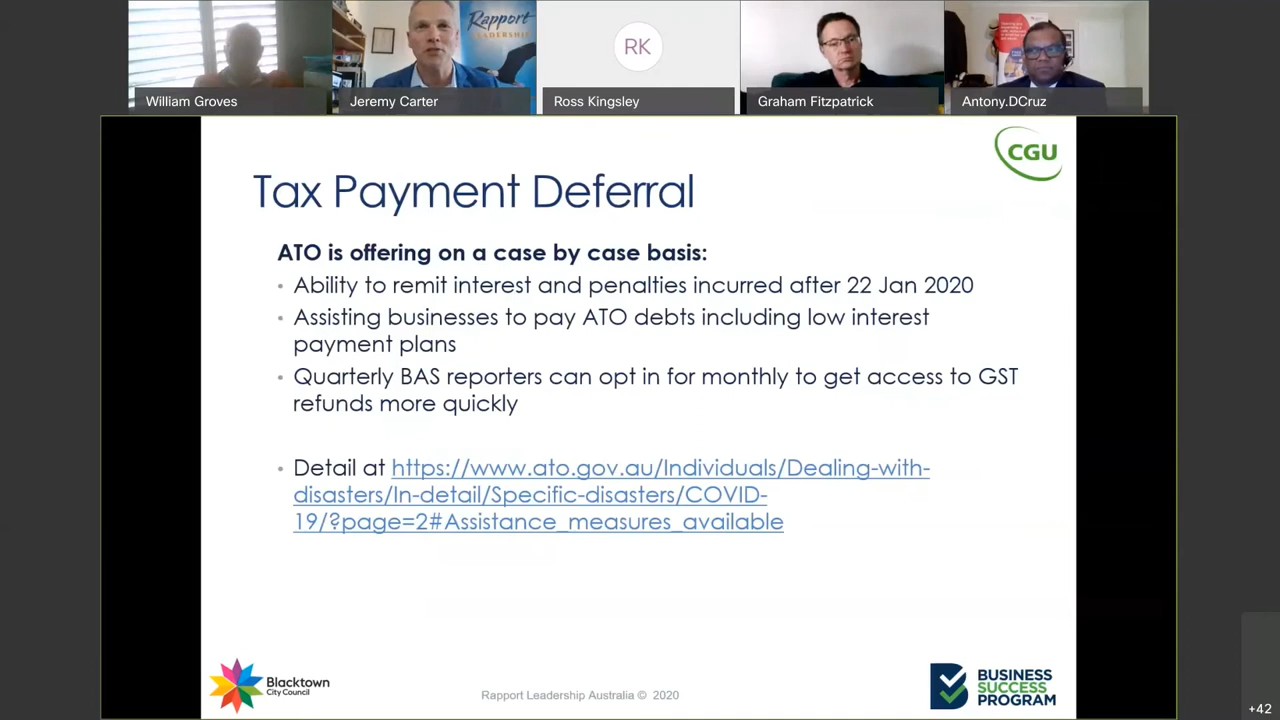 Rapport
LEADERSHIP
RK
William Groves
Jeremy Carter
Ross Kingsley
Graham Fitzpatrick
Antony.DCruz
CGU
Tax Payment Deferral
ATO is offering on a case by case basis:
• Ability to remit interest and penalties incurred after 22 Jan 2020
• Assisting businesses to pay ATO debts including low interest
payment plans
• Quarterly BAS reporters can opt in for monthly to get access to GST
refunds more quickly
• Detail at https://www.ato.gov.au/Individuals/Dealing-with-
disasters/In-detail/Specific-disasters/COVID-
19/?page=2#Assistance_measures_available
Blacktown
City Council
Rapport Leadership Australia © 2020
BUSINESS
SUCCESS
PROGRAM
+42